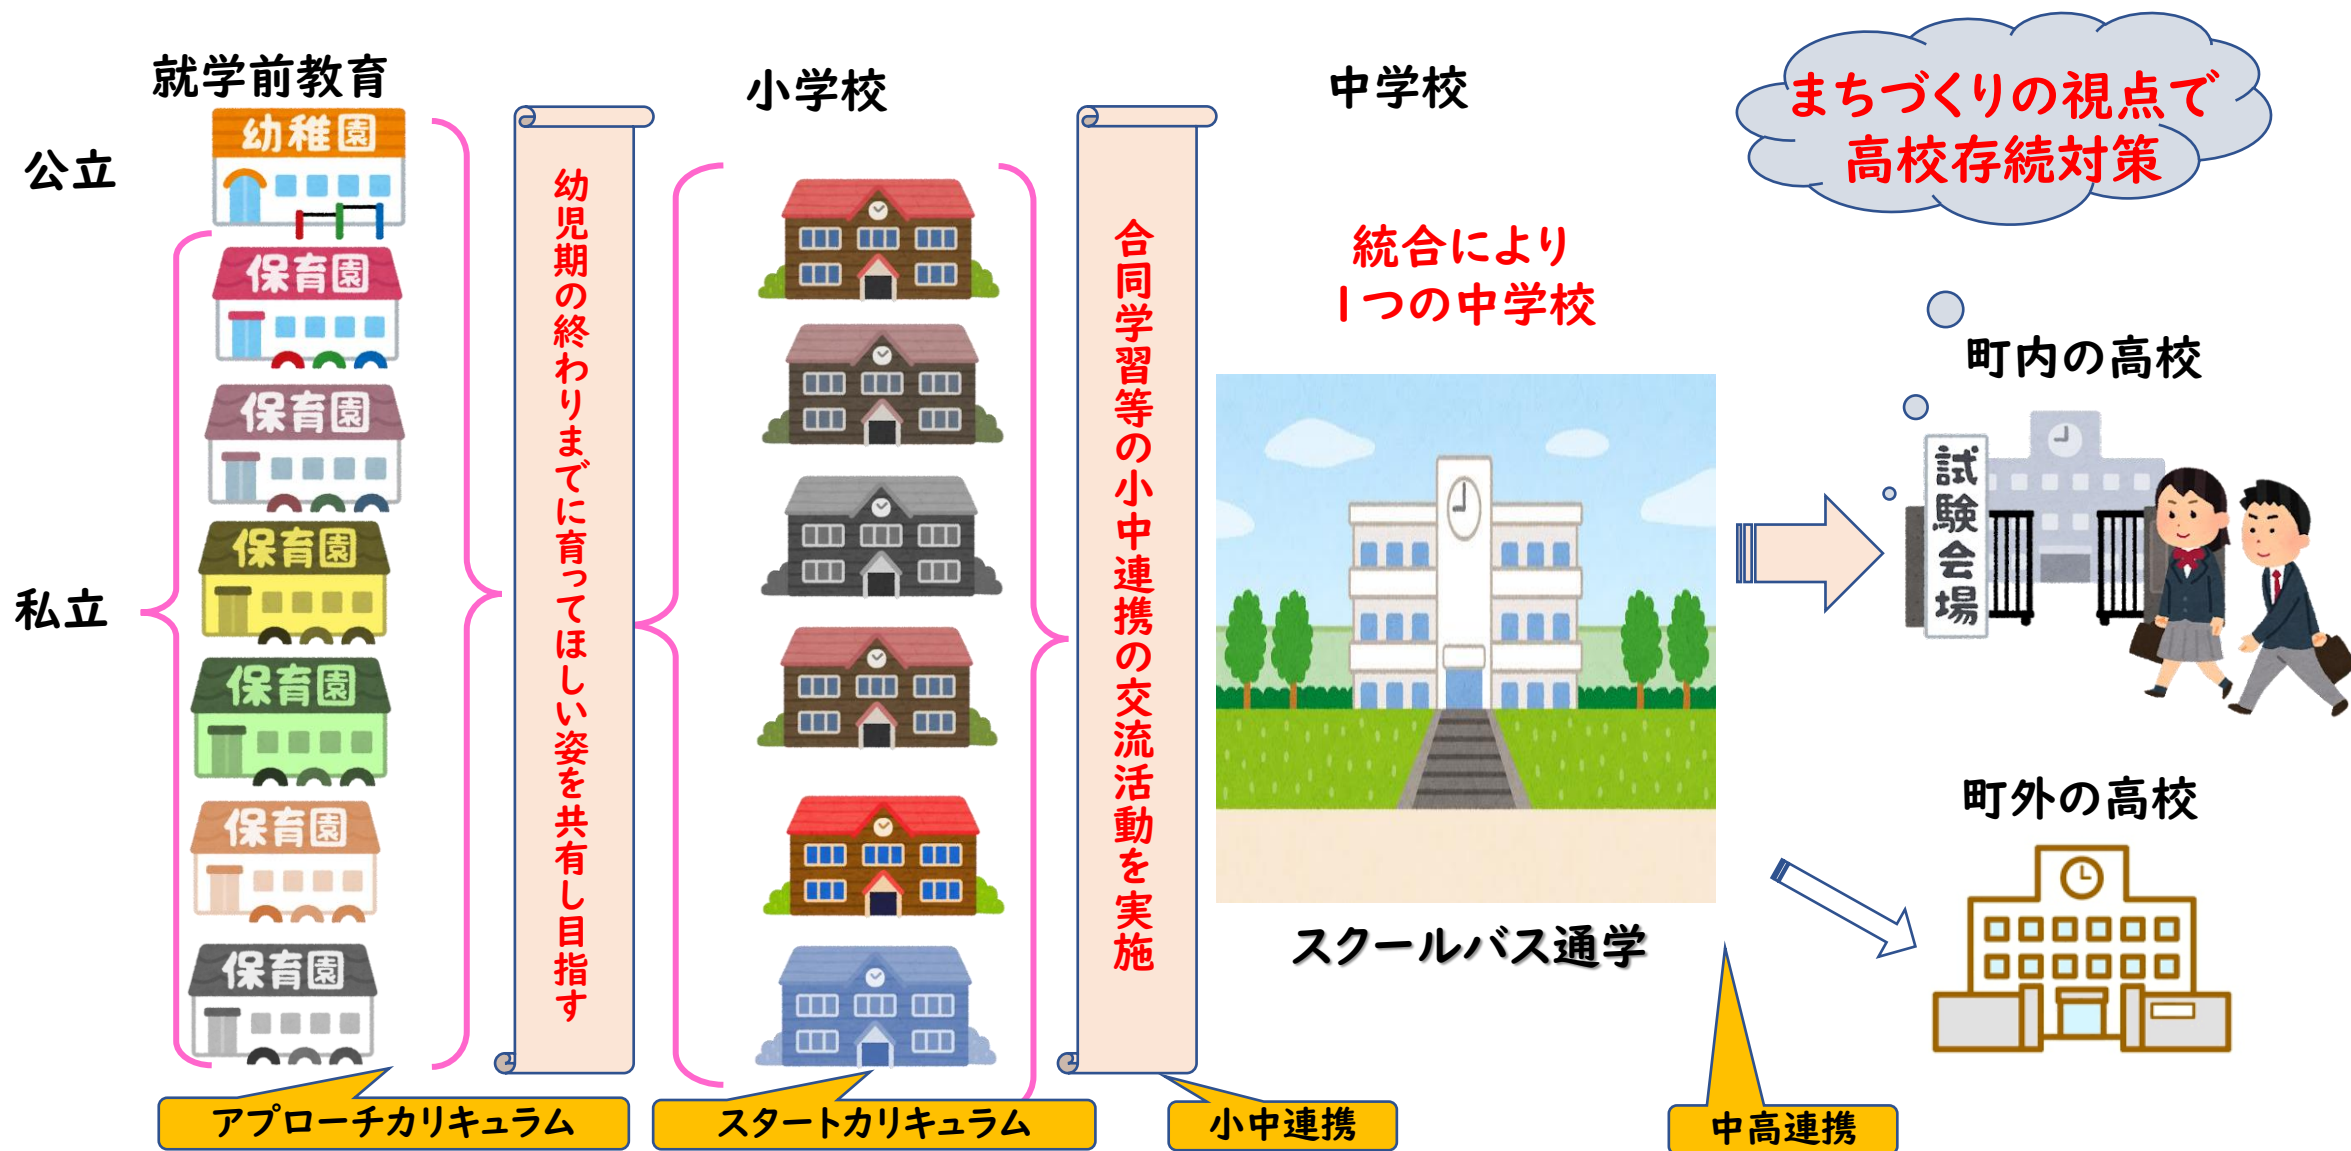 就学前教育
公立
幼稚園
私立
保育園
保育園
保育園
保育園
保育園
保育園
アプローチカリキュラム
幼児期の終わりまでに育ってほしい姿を共有し目指す
小学校
スタートカリキュラム
合同学習等の小中連携の交流活動を実施
小中連携
中学校
統合により
1つの中学校
スクールバス通学
中高連携
まちづくりの視点で
高校存続対策
町内の高校
試験会場
町外の高校